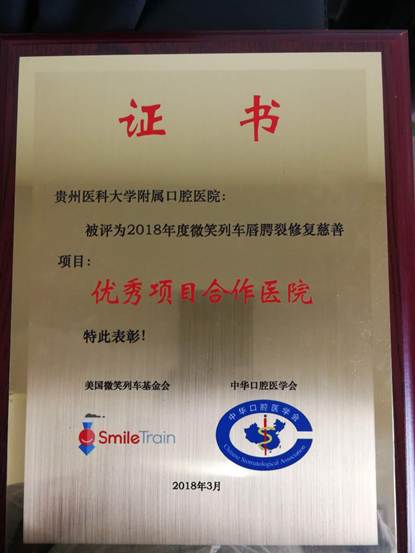 证 书
贵州医科大学附属口腔医院:
被评为2018年度微笑列车唇腭裂修复慈善
项目:
优秀项目合作医院
特此表彰!
美国微笑列车基金会 中华口腔医学会
SmileTrain
中华口腔医学会
Chinese Stomatological Association
2018年3月